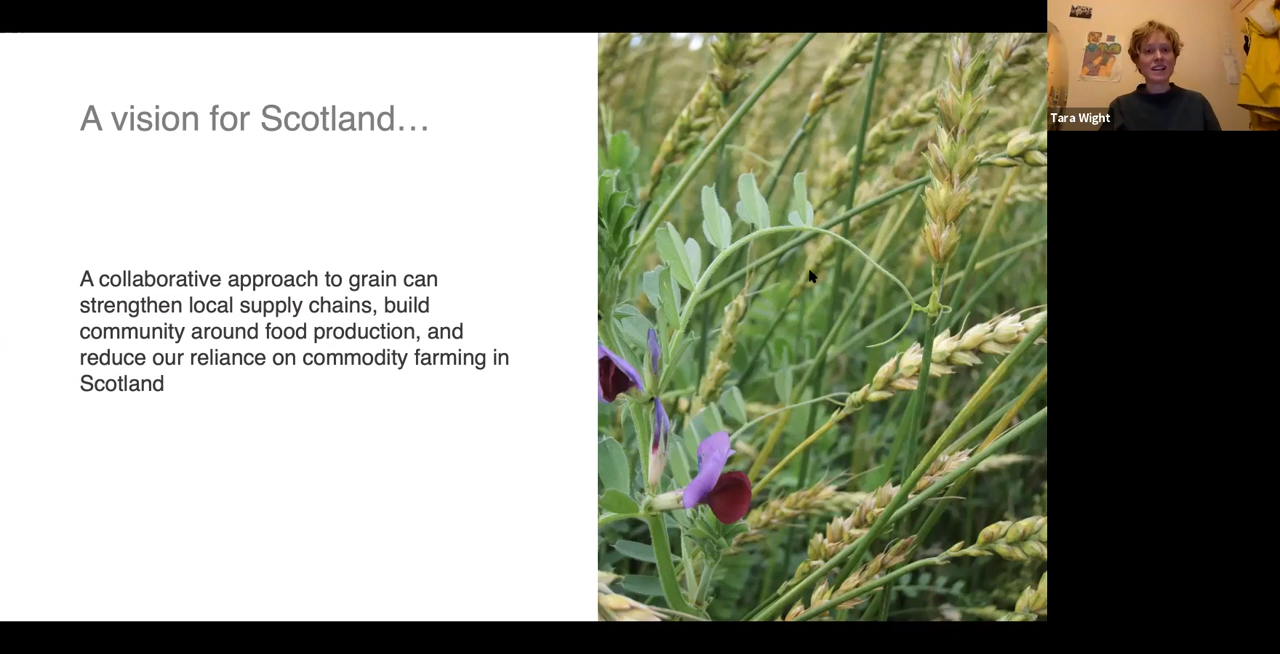 A vision for Scotland…
A collaborative approach to grain can
strengthen local supply chains, build
community around food production, and
reduce our reliance on commodity farming in
Scotland
Tara Wight